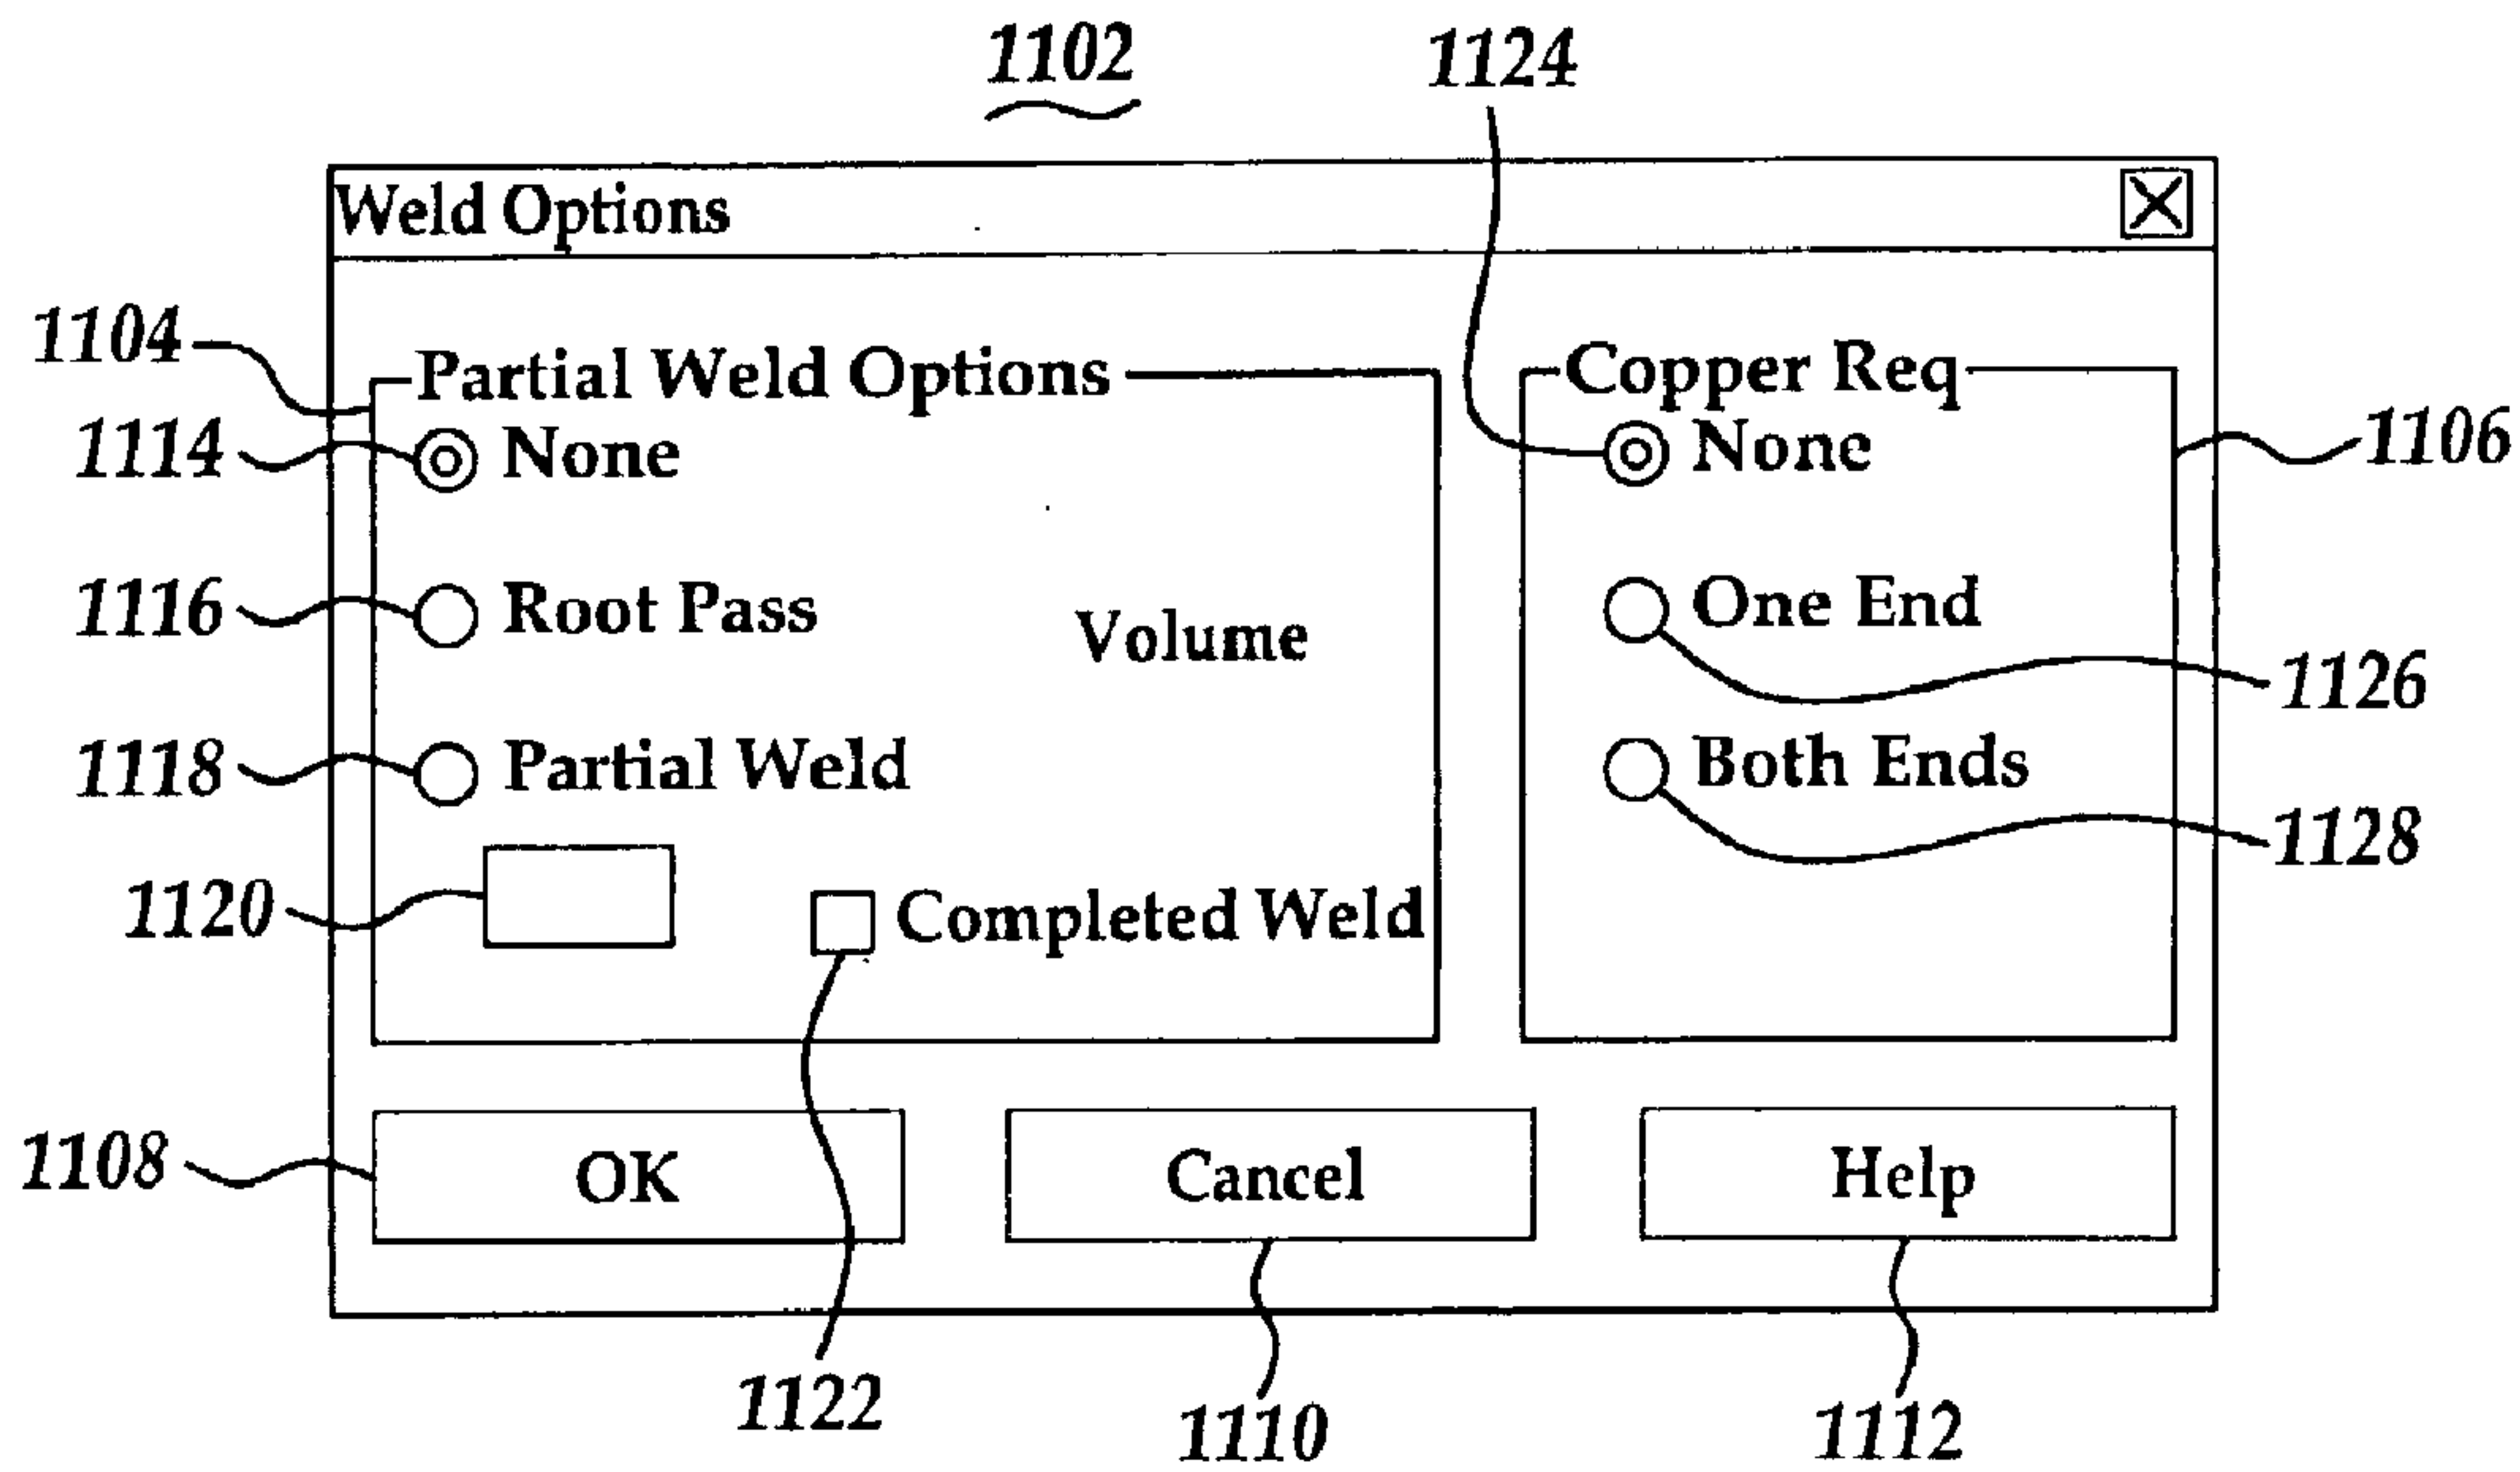 1102 1124
Weld Options X
1104
Partial Weld Options Copper Req
1114 None None 1106
1116 Root Pass One End
Volume
1126
1118 Partial Weld Both Ends
1128
1120 Completed Weld
1108 OK Cancel Help
1122 1110 1112